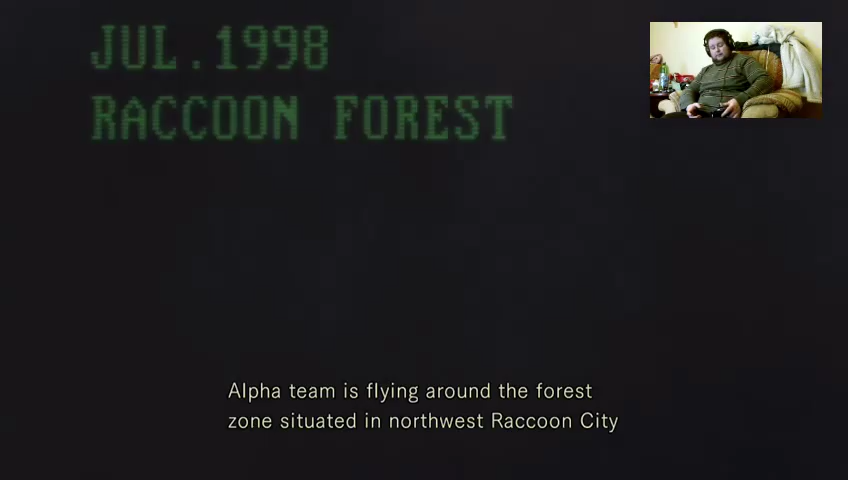 JUL.1998
RACCOON FOREST
Alpha team is flying around the forest
zone situated in northwest Raccoon City